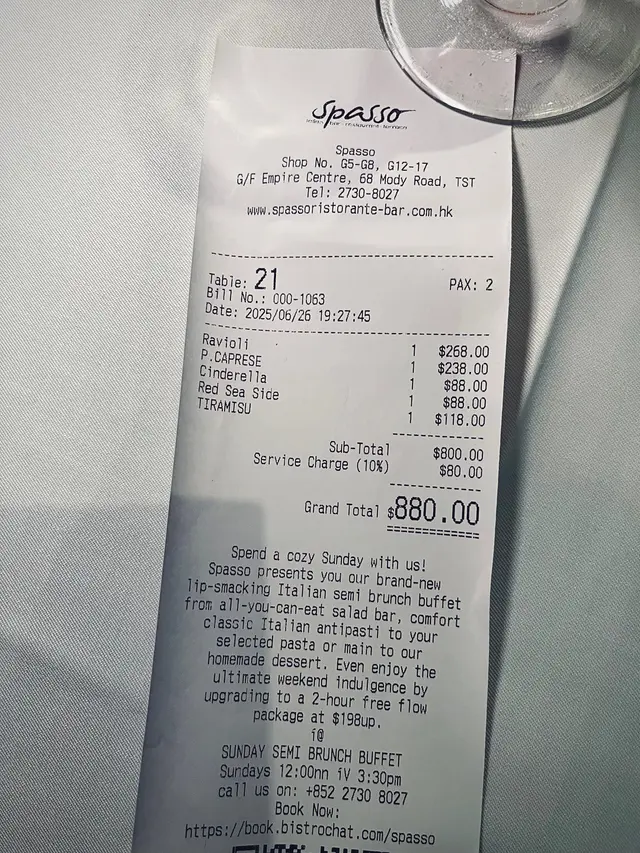 Spasso
Spasso
Shop No. G5-G8, G12-17
G/F Empire Centre, 68 Mody Road, TST
Tel: 2730-8027
www.spassoristorante-bar.com.hk
Table: 21 PAX: 2
Bill No.: 000-1063
Date: 2025/06/26 19:27:45
Ravioli 1 $268.00
P.CAPRESE 1 $238.00
Cinderella 1 $88.00
Red Sea Side 1 $88.00
TIRAMISU 1 $118.00
Sub-Total $800.00
Service Charge (10%) $80.00
Grand Total $880.00
Spend a cozy Sunday with us!
Spasso presents you our brand-new
lip-smacking Italian semi brunch buffet
from all-you-can-eat salad bar, comfort
classic Italian antipasti to your
selected pasta or main to our
homemade dessert. Even enjoy the
ultimate weekend indulgence by
upgrading to a 2-hour free flow
package at $198up.
i@
SUNDAY SEMI BRUNCH BUFFET
Sundays 12:00nn iV 3:30pm
call us on: +852 2730 8027
Book Now:
https://book.bistrochat.com/spasso